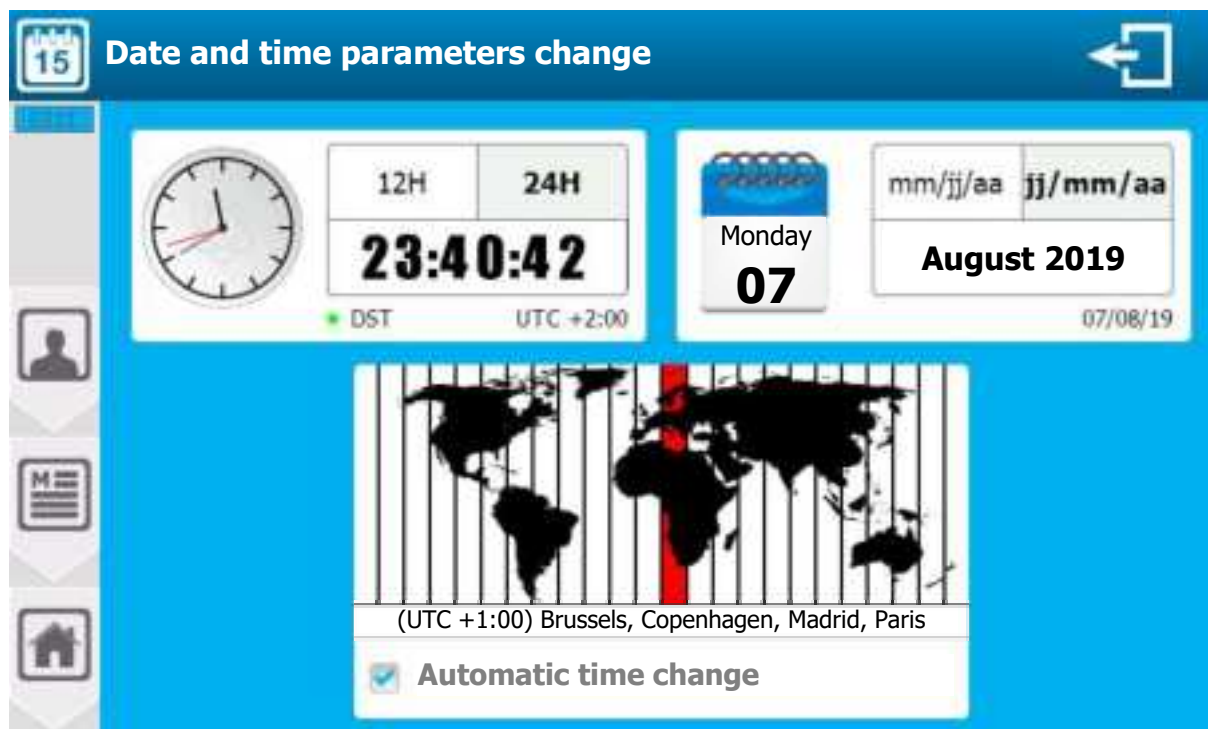 15 Date and time parameters change
12H 24H
23:40:42
DST UTC +2:00
Monday
07
mm/jj/aa jj/mm/aa
August 2019
07/08/19
M
(UTC +1:00) Brussels, Copenhagen, Madrid, Paris
Automatic time change